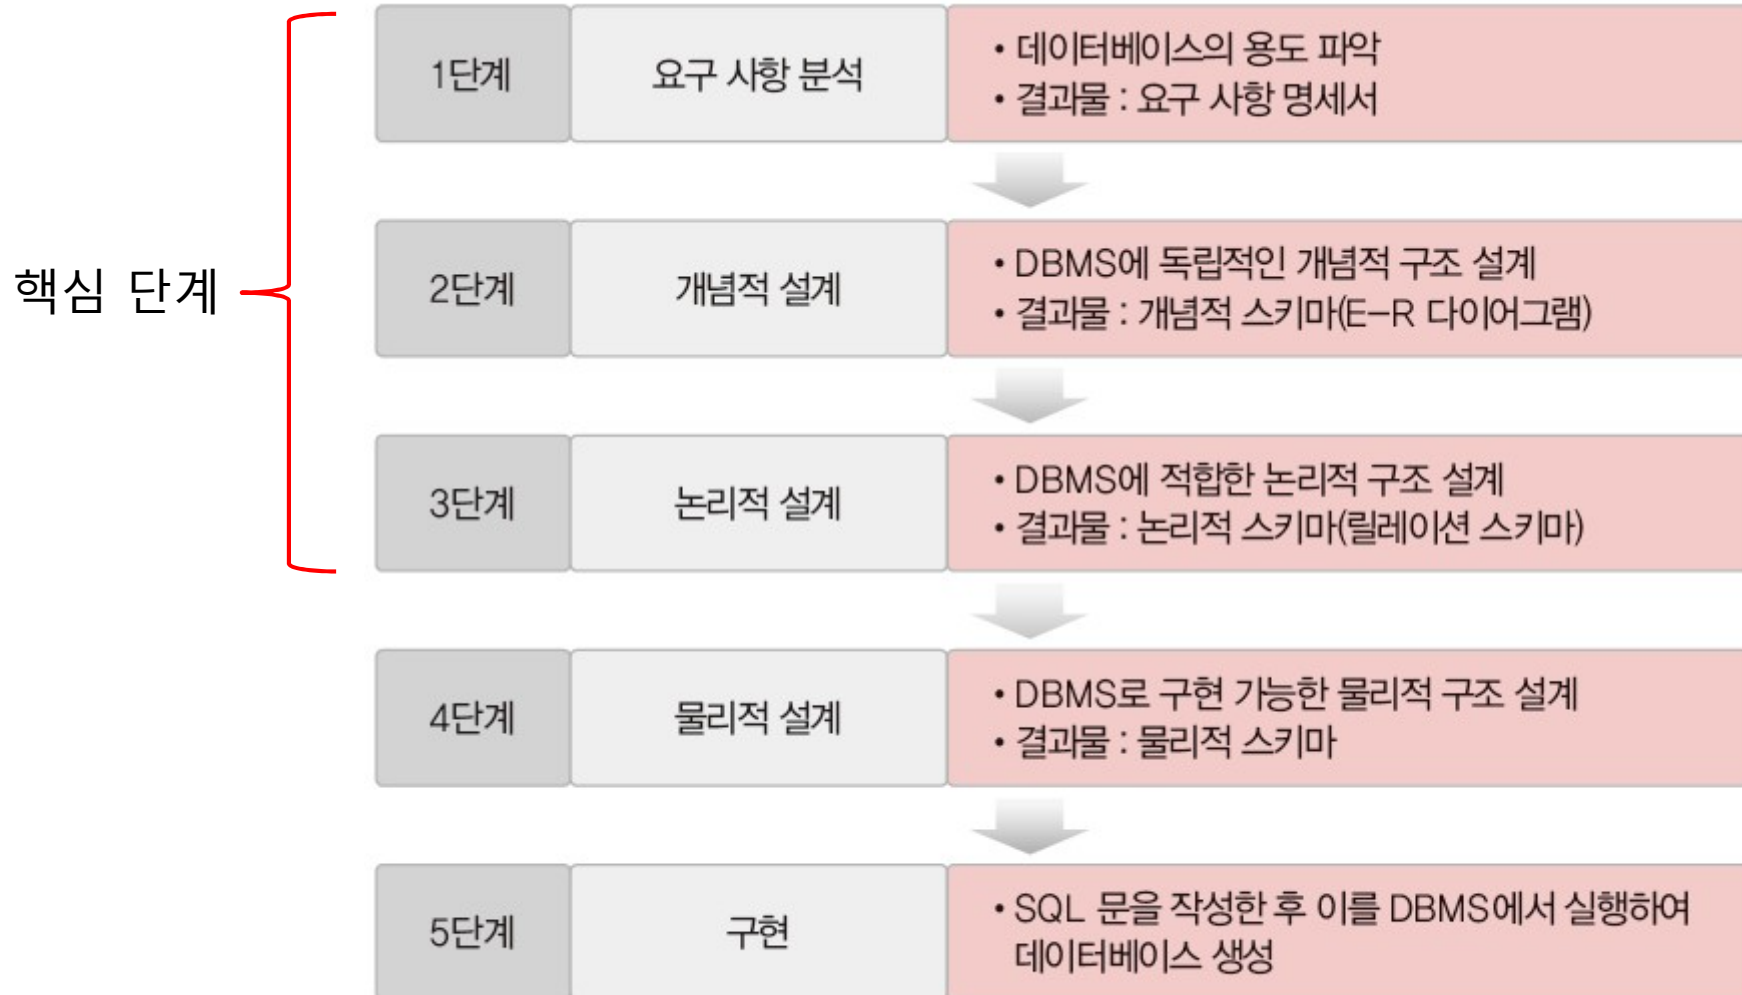 핵심 단계
1단계
요구 사항 분석
• 데이터베이스의 용도 파악
• 결과물 : 요구 사항 명세서
2단계
개념적 설계
• DBMS에 독립적인 개념적 구조 설계
• 결과물 : 개념적 스키마(E-R 다이어그램)
3단계
논리적 설계
• DBMS에 적합한 논리적 구조 설계
• 결과물 : 논리적 스키마(릴레이션 스키마)
4단계
물리적 설계
• DBMS로 구현 가능한 물리적 구조 설계
• 결과물 : 물리적 스키마
5단계
구현
• SQL 문을 작성한 후 이를 DBMS에서 실행하여
데이터베이스 생성